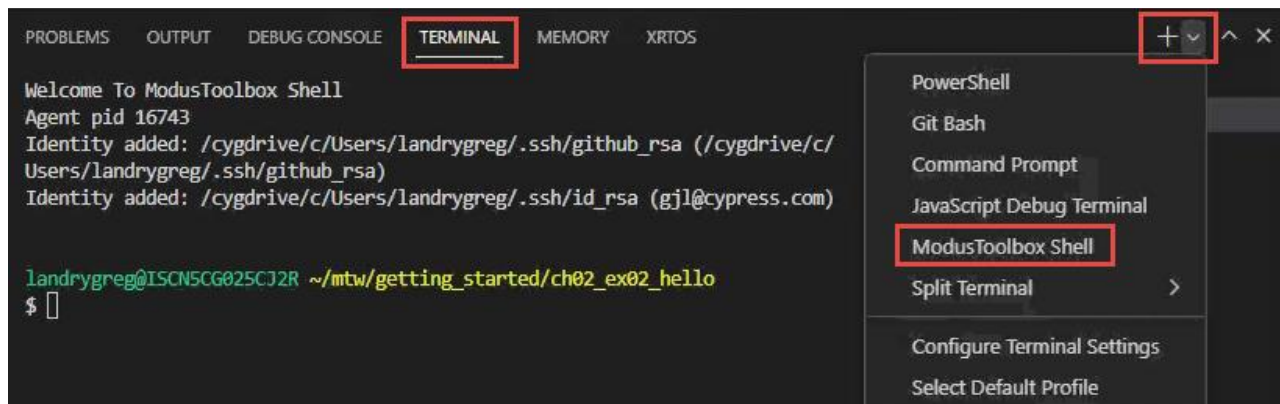 PROBLEMS OUTPUT DEBUG CONSOLE TERMINAL MEMORY XRTOS
Welcome To ModusToolbox Shell
Agent pid 16743
Identity added: /cygdrive/c/Users/landrygreg/.ssh/github_rsa (/cygdrive/c/
Users/landrygreg/.ssh/github_rsa)
Identity added: /cygdrive/c/Users/landrygreg/.ssh/id_rsa (gjl@cypress.com)
landrygreg@ISCN5CG025CJ2R ~/mtw/getting_started/ch02_ex02_hello
$
PowerShell
Git Bash
Command Prompt
JavaScript Debug Terminal
ModusToolbox Shell
Split Terminal
Configure Terminal Settings
Select Default Profile